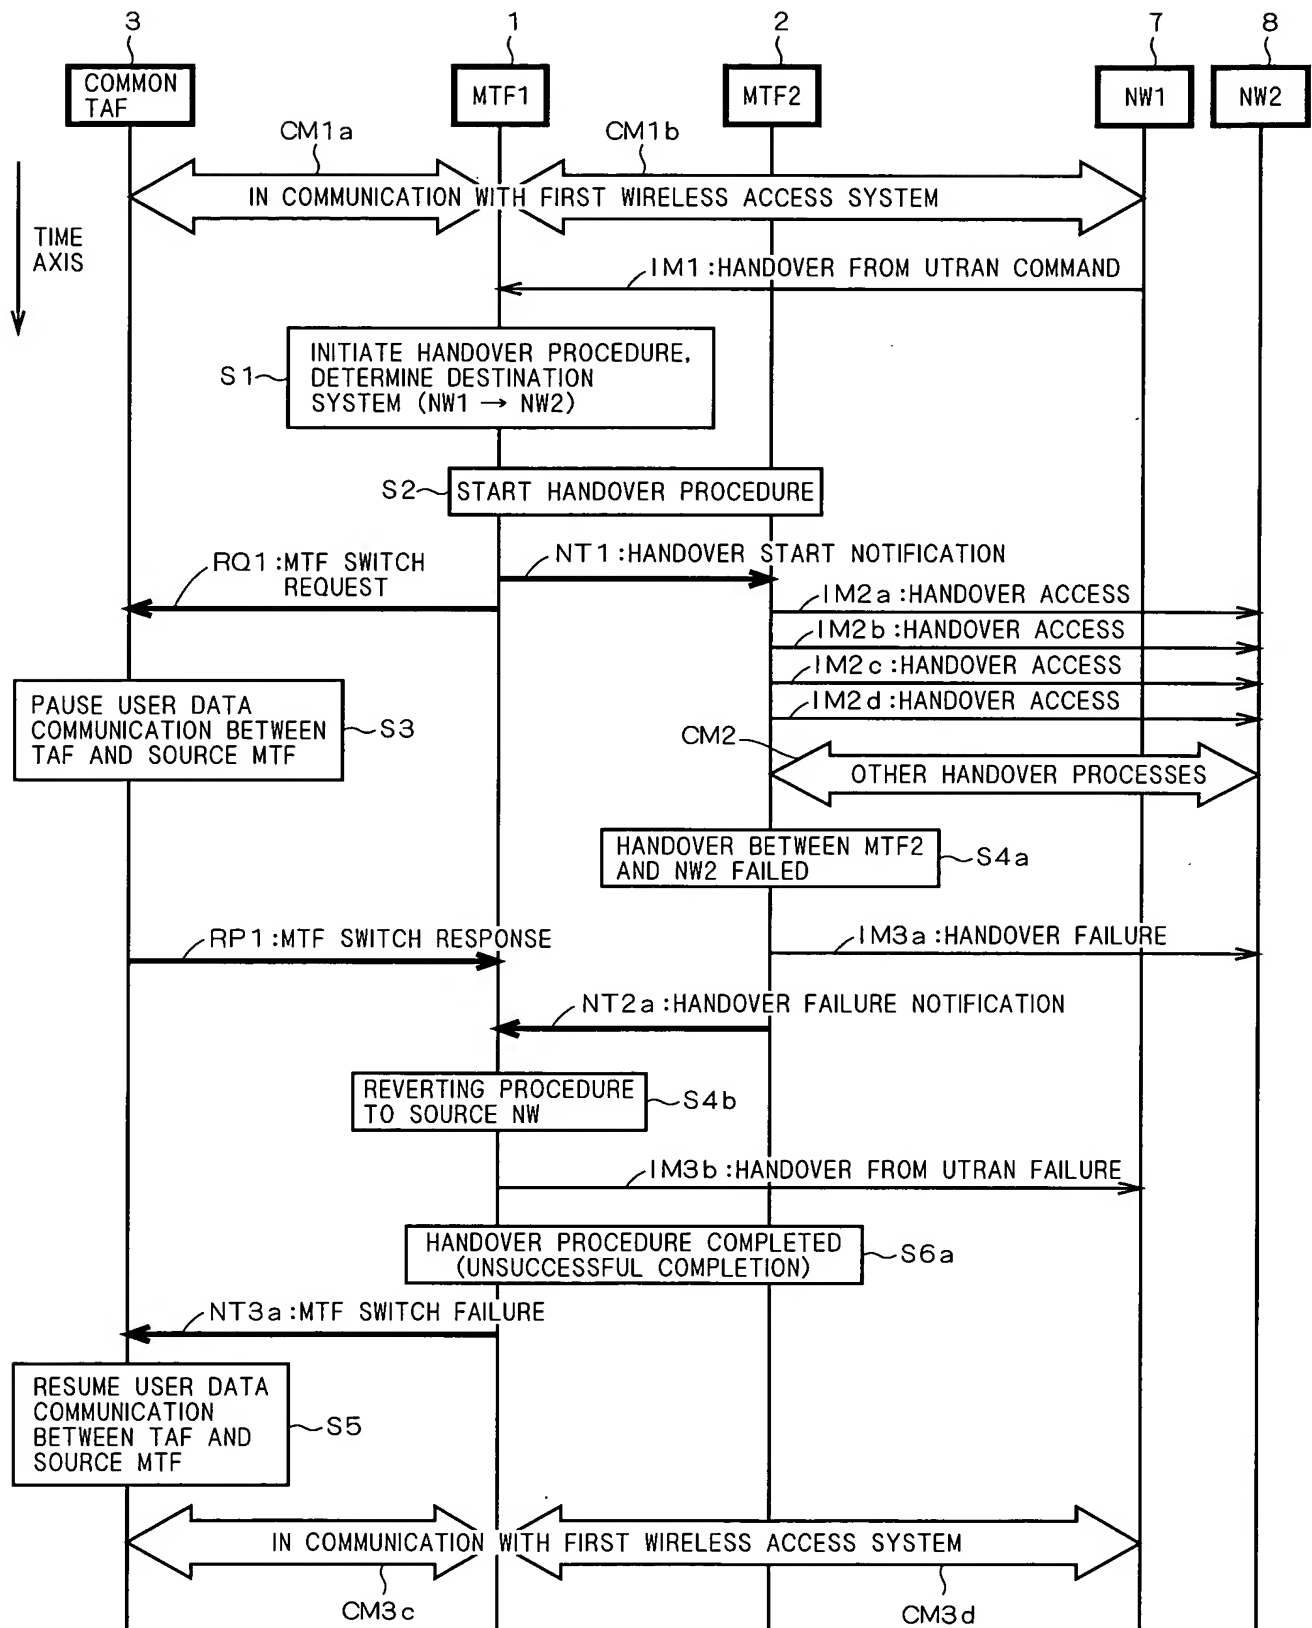 3
1
2
7
8
COMMON
TAF
MTF1
MTF2
NW1
NW2
CM1a
CM1b
IN COMMUNICATION WITH FIRST WIRELESS ACCESS SYSTEM
TIME
AXIS
IM1:HANDOVER FROM UTRAN COMMAND
S1
INITIATE HANDOVER PROCEDURE,
DETERMINE DESTINATION
SYSTEM (NW1 → NW2)
S2
START HANDOVER PROCEDURE
RQ1:MTF SWITCH
REQUEST
NT1:HANDOVER START NOTIFICATION
IM2a:HANDOVER ACCESS
IM2b:HANDOVER ACCESS
IM2c:HANDOVER ACCESS
IM2d:HANDOVER ACCESS
PAUSE USER DATA
COMMUNICATION BETWEEN
TAF AND SOURCE MTF
S3
CM2
OTHER HANDOVER PROCESSES
HANDOVER BETWEEN MTF2
AND NW2 FAILED
S4a
RP1:MTF SWITCH RESPONSE
IM3a:HANDOVER FAILURE
NT2a:HANDOVER FAILURE NOTIFICATION
REVERTING PROCEDURE
TO SOURCE NW
S4b
IM3b:HANDOVER FROM UTRAN FAILURE
HANDOVER PROCEDURE COMPLETED
(UNSUCCESSFUL COMPLETION)
S6a
NT3a:MTF SWITCH FAILURE
RESUME USER DATA
COMMUNICATION
BETWEEN TAF AND
SOURCE MTF
S5
IN COMMUNICATION WITH FIRST WIRELESS ACCESS SYSTEM
CM3c
CM3d